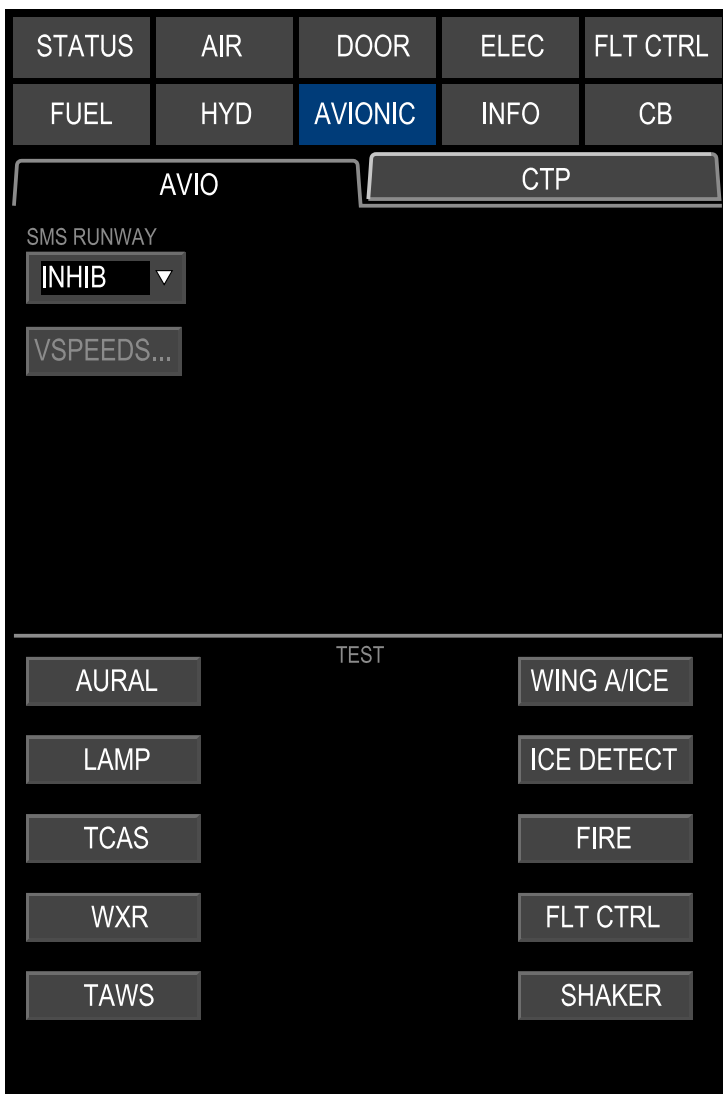 STATUS AIR DOOR ELEC FLT CTRL
FUEL HYD AVIONIC INFO CB
AVIO CTP
SMS RUNWAY
INHIB
VSPEEDS...
TEST
AURAL WING A/ICE
LAMP ICE DETECT
TCAS FIRE
WXR FLT CTRL
TAWS SHAKER